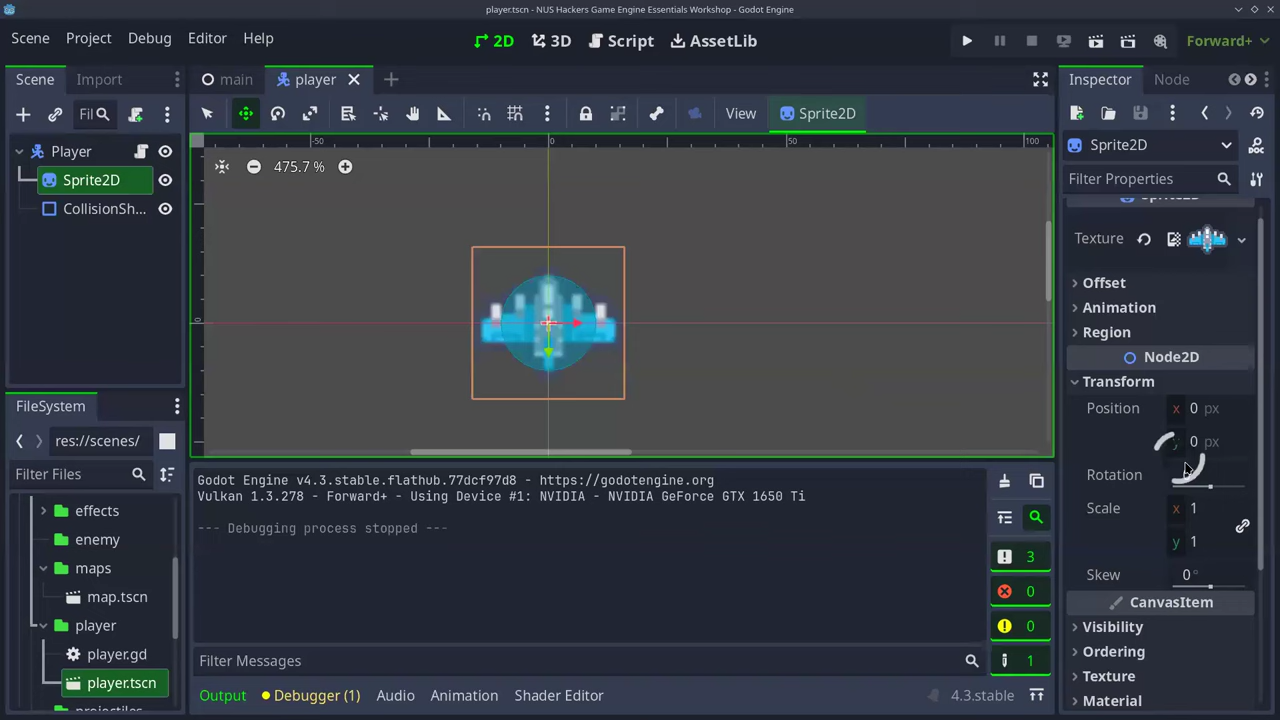 player.tscn - NUS Hackers Game Engine Essentials Workshop - Godot Engine
Scene Project Debug Editor Help
2D 3D Script AssetLib
Forward+
Scene Import
main player
Inspector Node
Fil
View Sprite2D
Player
Sprite2D
CollisionSh...
475.7 %
-50 0 50 100
0
Sprite2D
Filter Properties
Sprite2D
Texture
Offset
Animation
Region
Node2D
Transform
Position x 0 px
0 px
Rotation
Scale x 1
y 1
Skew 0 °
CanvasItem
Visibility
Ordering
Texture
Material
FileSystem
res://scenes/
Filter Files
effects
enemy
maps
map.tscn
player
player.gd
player.tscn
projectiles
Godot Engine v4.3.stable.flathub.77dcf97d8 - https://godotengine.org
Vulkan 1.3.278 - Forward+ - Using Device #1: NVIDIA - NVIDIA GeForce GTX 1650 Ti
--- Debugging process stopped ---
3
0
0
1
Filter Messages
Output Debugger (1) Audio Animation Shader Editor
4.3.stable